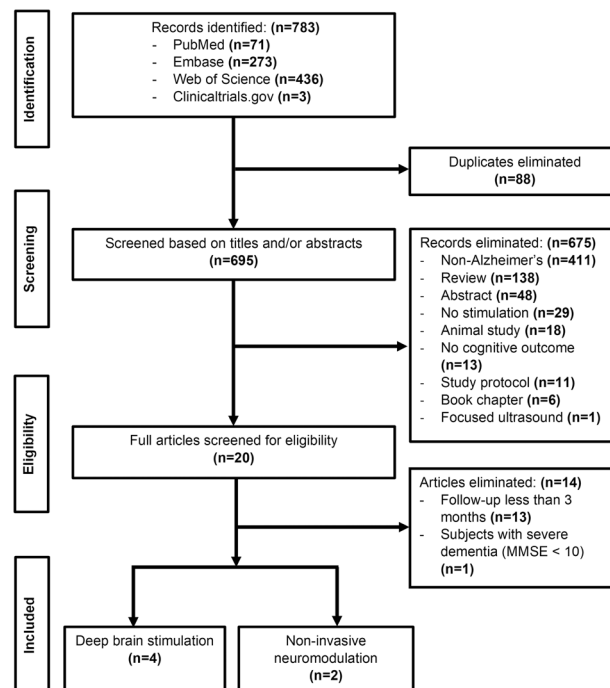 Identification
Records identified: (n=783)
- PubMed (n=71)
- Embase (n=273)
- Web of Science (n=436)
- Clinicaltrials.gov (n=3)
Duplicates eliminated
(n=88)
Screening
Screened based on titles and/or abstracts
(n=695)
Records eliminated: (n=675)
- Non-Alzheimer's (n=411)
- Review (n=138)
- Abstract (n=48)
- No stimulation (n=29)
- Animal study (n=18)
- No cognitive outcome
(n=13)
- Study protocol (n=11)
- Book chapter (n=6)
- Focused ultrasound (n=1)
Eligibility
Full articles screened for eligibility
(n=20)
Articles eliminated: (n=14)
- Follow-up less than 3
months (n=13)
- Subjects with severe
dementia (MMSE < 10)
(n=1)
Included
Deep brain stimulation
(n=4)
Non-invasive
neuromodulation
(n=2)